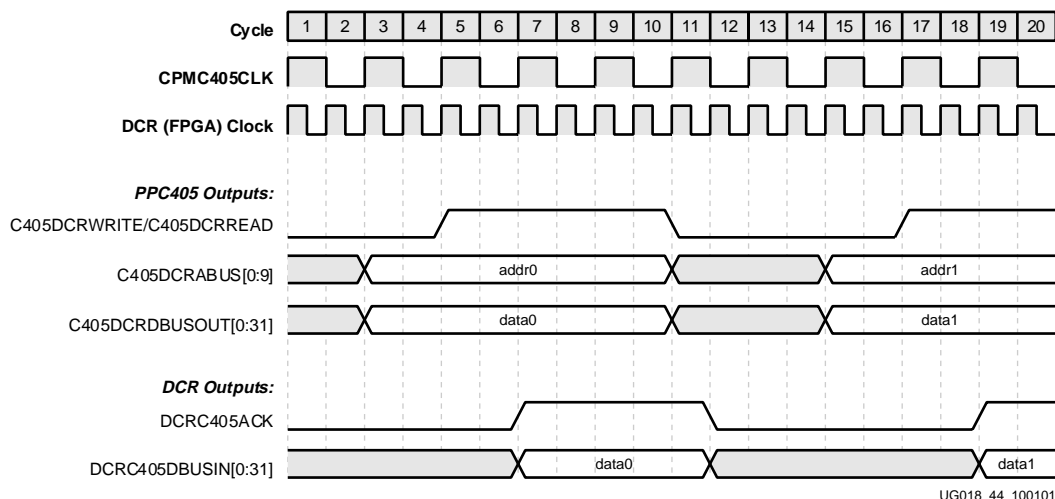 Cycle 1 2 3 4 5 6 7 8 9 10 11 12 13 14 15 16 17 18 19 20
CPMC405CLK
DCR (FPGA) Clock
PPC405 Outputs:
C405DCRWRITE/C405DCRREAD
C405DCRABUS[0:9] addr0 addr1
C405DCRDBUSOUT[0:31] data0 data1
DCR Outputs:
DCRC405ACK
DCRC405DBUSIN[0:31] data0 data1
UG018_44_100101